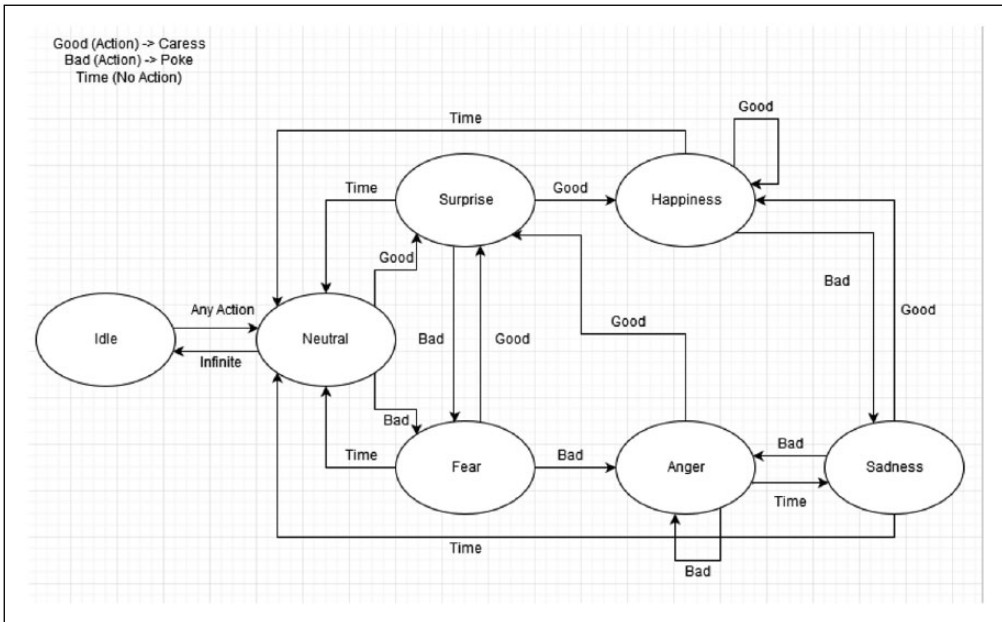 Good (Action) -> Caress
Bad (Action) -> Poke
Time (No Action)
Good
Time
Time
Surprise
Good
Happiness
Good
Bad
Any Action
Idle
Neutral
Infinite
Bad
Good
Good
Good
Bad
Time
Fear
Bad
Anger
Bad
Sadness
Time
Time
Bad